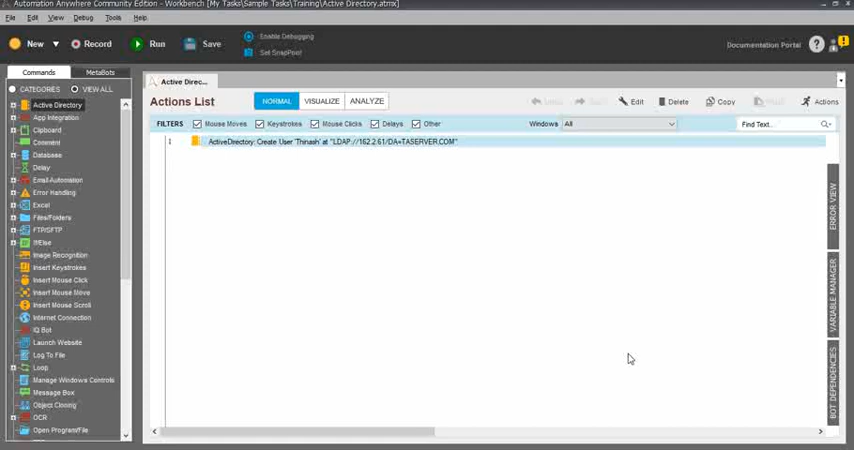 Automation Anywhere Community Edition - Workbench [My Tasks\Sample Tasks\Training\Active Directory.atmx]
File Edit View Debug Tools Help
New Record Run Save
Enable Debugging
Set SnapPoint
Documentation Portal
Commands MetaBots
CATEGORIES VIEW ALL
Active Directory
App Integration
Clipboard
Comment
Database
Delay
Email Automation
Error Handling
Excel
Files/Folders
FTP/SFTP
If/Else
Image Recognition
Insert Keystrokes
Insert Mouse Click
Insert Mouse Move
Insert Mouse Scroll
Internet Connection
IQ Bot
Launch Website
Log To File
Loop
Manage Windows Controls
Message Box
Object Cloning
OCR
Open Program/File
Active Direc...
Actions List
NORMAL VISUALIZE ANALYZE
Edit Delete Copy Actions
FILTERS Mouse Moves Keystrokes Mouse Clicks Delays Other Windows All Find Text...
1 ActiveDirectory: Create User 'Thinash' at "LDAP://162.2.61/DA=TASERVER.COM"
ERROR VIEW
VARIABLE MANAGER
BOT DEPENDENCIES